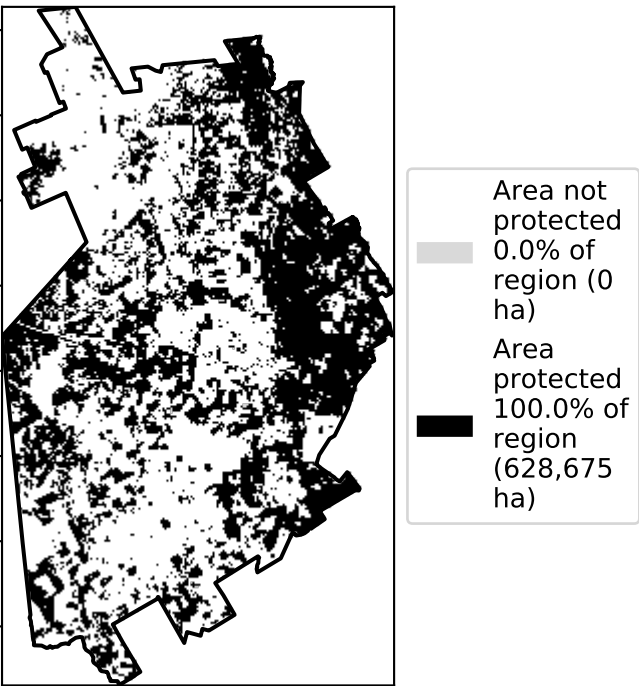 Area not
protected
0.0% of
region (0
ha)
Area
protected
100.0% of
region
(628,675
ha)